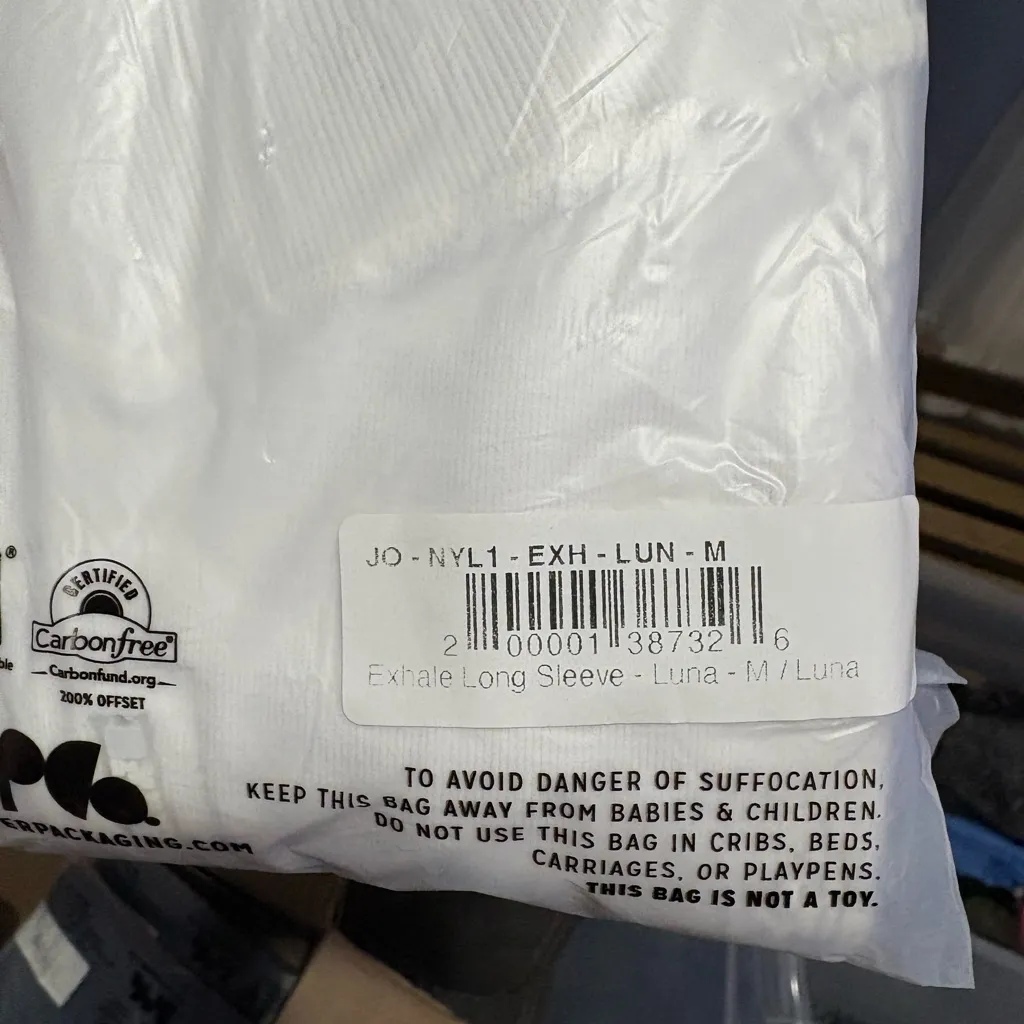 JO - NYL1 - EXH - LUN - M
2 00001 38732 6
Exhale Long Sleeve - Luna - M / Luna
®
CERTIFIED
Carbonfree®
Carbonfund.org
200% OFFSET
ERPACKAGING.COM
TO AVOID DANGER OF SUFFOCATION,
KEEP THIS BAG AWAY FROM BABIES & CHILDREN.
DO NOT USE THIS BAG IN CRIBS, BEDS,
CARRIAGES, OR PLAYPENS.
THIS BAG IS NOT A TOY.